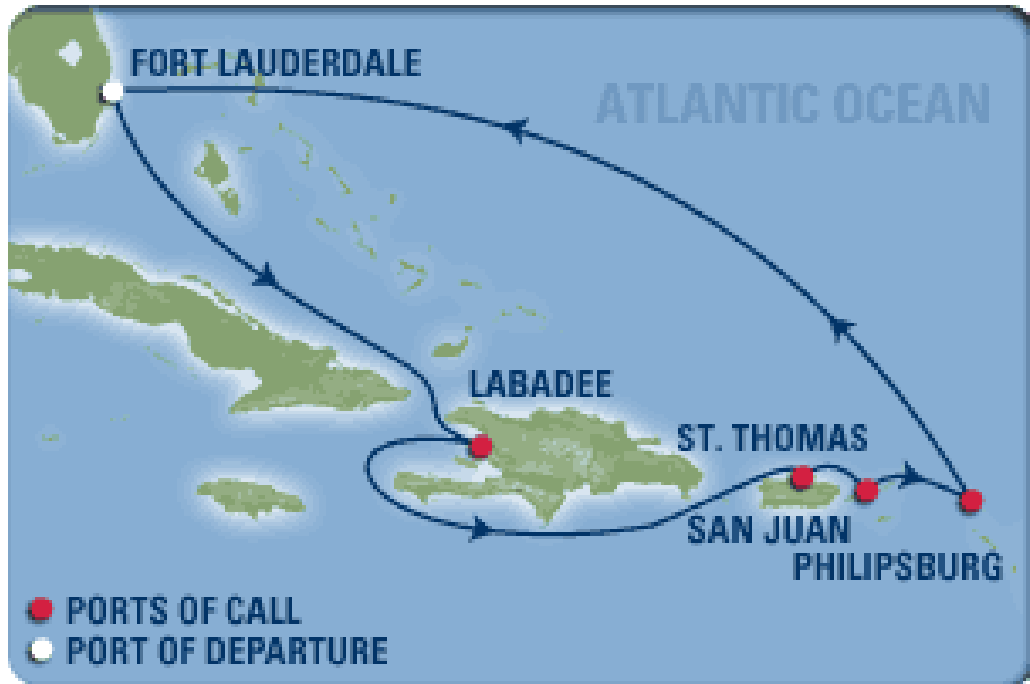 FORT LAUDERDALE
ATLANTIC OCEAN
LABADEE
ST. THOMAS
SAN JUAN
PHILIPSBURG
PORTS OF CALL
PORT OF DEPARTURE